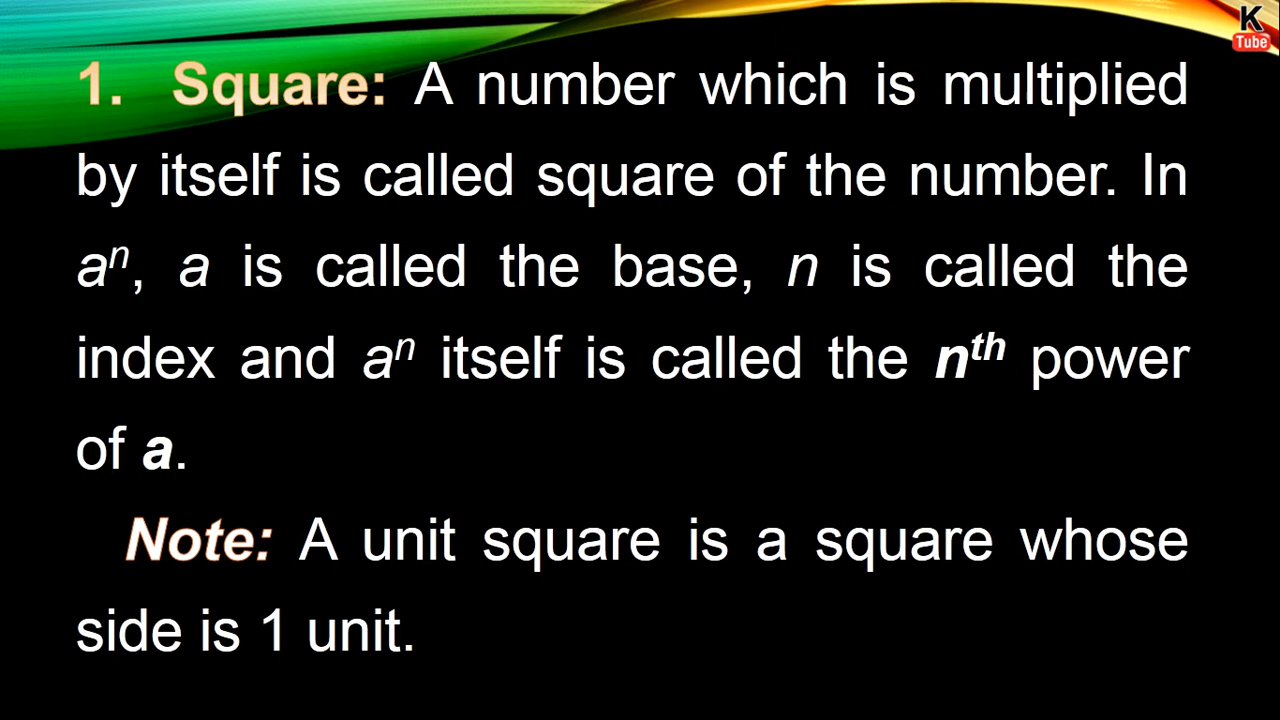 K
Tube
1. Square: A number which is multiplied
by itself is called square of the number. In
aⁿ, a is called the base, n is called the
index and aⁿ itself is called the nᵗʰ power
of a.
Note: A unit square is a square whose
side is 1 unit.